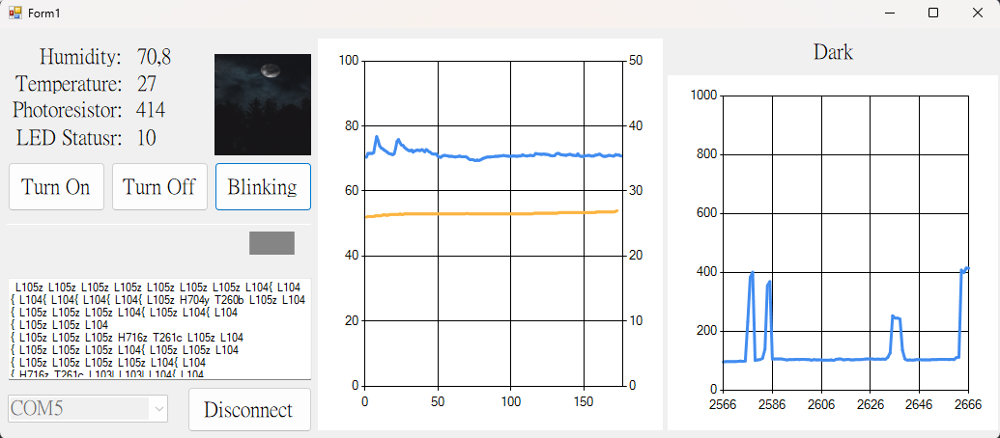 Form1
Humidity: 70,8
Temperature: 27
Photoresistor: 414
LED Statusr: 10
Turn On Turn Off Blinking
L105z L105z L105z L105z L105z L105z L105z L104{ L104
{ L104{ L104{ L104{ L104{ L105z H704y T260b L105z L104
{ L105z L105z L105z L104{ L105z L104{ L104
{ L105z L105z L104
{ L105z L105z L105z H716z T261c L105z L104
{ L105z L105z L105z L104{ L105z L105z L104
{ L105z L105z L105z L105z L104{ L104
{ H716z T261c L103| L103| L104{ L104
COM5
Disconnect
100
80
60
40
20
0
50
40
30
20
10
0
0 50 100 150
Dark
1000
800
600
400
200
0
2566 2586 2606 2626 2646 2666